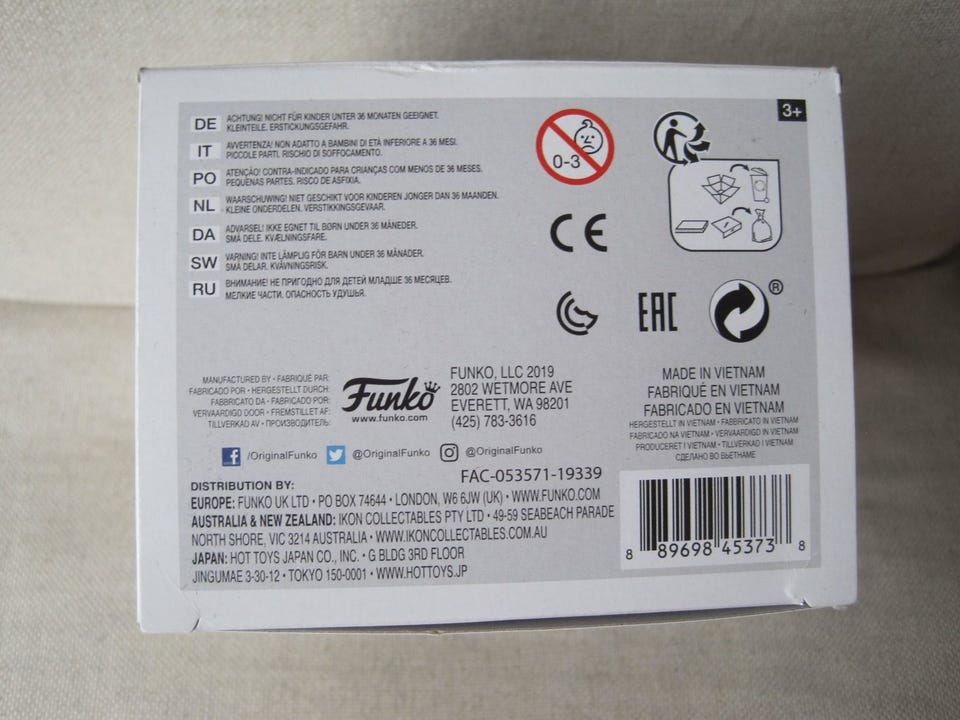 3+
DE ACHTUNG! NICHT FÜR KINDER UNTER 36 MONATEN GEEIGNET.
KLEINTEILE. ERSTICKUNGSGEFAHR.
IT AVVERTENZA! NON ADATTO A BAMBINI DI ETÀ INFERIORE A 36 MESI.
PICCOLE PARTI. RISCHIO DI SOFFOCAMENTO.
PO ATENÇÃO! CONTRA-INDICADO PARA CRIANÇAS COM MENOS DE 36 MESES.
PEQUENAS PARTES. RISCO DE ASFIXIA.
NL WAARSCHUWING! NIET GESCHIKT VOOR KINDEREN JONGER DAN 36 MAANDEN.
KLEINE ONDERDELEN. VERSTIKKINGSGEVAAR.
DA ADVARSEL! IKKE EGNET TIL BØRN UNDER 36 MÅNEDER.
SMÅ DELE. KVÆLNINGSFARE.
SW VARNING! INTE LÄMPLIG FÖR BARN UNDER 36 MÅNADER.
SMÅ DELAR. KVÄVNINGSRISK.
RU ВНИМАНИЕ! НЕ ПРИГОДНО ДЛЯ ДЕТЕЙ МЛАДШЕ 36 МЕСЯЦЕВ.
МЕЛКИЕ ЧАСТИ. ОПАСНОСТЬ УДУШЬЯ.
0-3
CE
EAC
®
MANUFACTURED BY • FABRIQUÉ PAR:
FABRICADO POR • HERGESTELLT DURCH:
FABBRICATO DA • FABRICADO POR:
VERVAARDIGD DOOR • FREMSTILLET AF:
TILLVERKAD AV • ПРОИЗВОДИТЕЛЬ:
Funko
www.funko.com
FUNKO, LLC 2019
2802 WETMORE AVE
EVERETT, WA 98201
(425) 783-3616
MADE IN VIETNAM
FABRIQUÉ EN VIETNAM
FABRICADO EN VIETNAM
HERGESTELLT IN VIETNAM • FABBRICATO IN VIETNAM
FABRICADO NA VIETNAM • VERVAARDIGD IN VIETNAM
PRODUCERET I VIETNAM • TILLVERKAD I VIETNAM
СДЕЛАНО ВО ВЬЕТНАМЕ
f /OriginalFunko @OriginalFunko @OriginalFunko
FAC-053571-19339
DISTRIBUTION BY:
EUROPE: FUNKO UK LTD • PO BOX 74644 • LONDON, W6 6JW (UK) • WWW.FUNKO.COM
AUSTRALIA & NEW ZEALAND: IKON COLLECTABLES PTY LTD • 49-59 SEABEACH PARADE
NORTH SHORE, VIC 3214 AUSTRALIA • WWW.IKONCOLLECTABLES.COM.AU
JAPAN: HOT TOYS JAPAN CO., INC. • G BLDG 3RD FLOOR
JINGUMAE 3-30-12 • TOKYO 150-0001 • WWW.HOTTOYS.JP
8 89698 45373 8